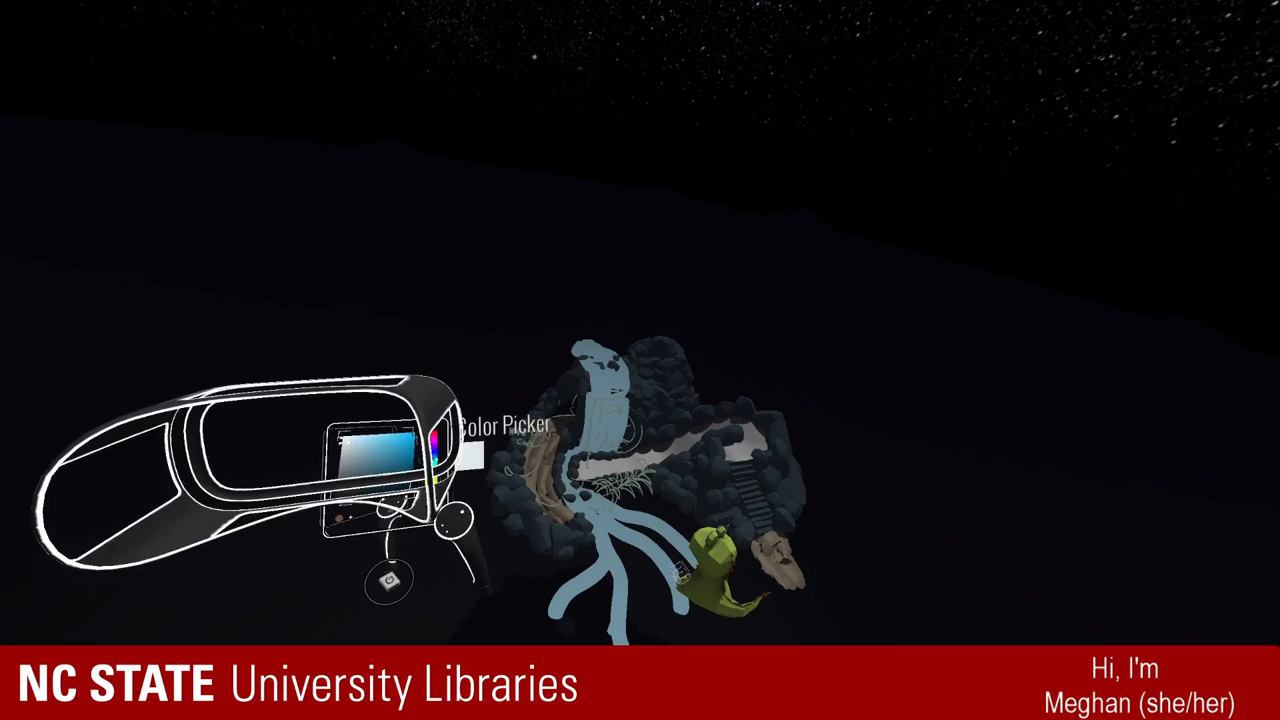 Color Picker
NC STATE University Libraries
Hi, I'm
Meghan (she/her)